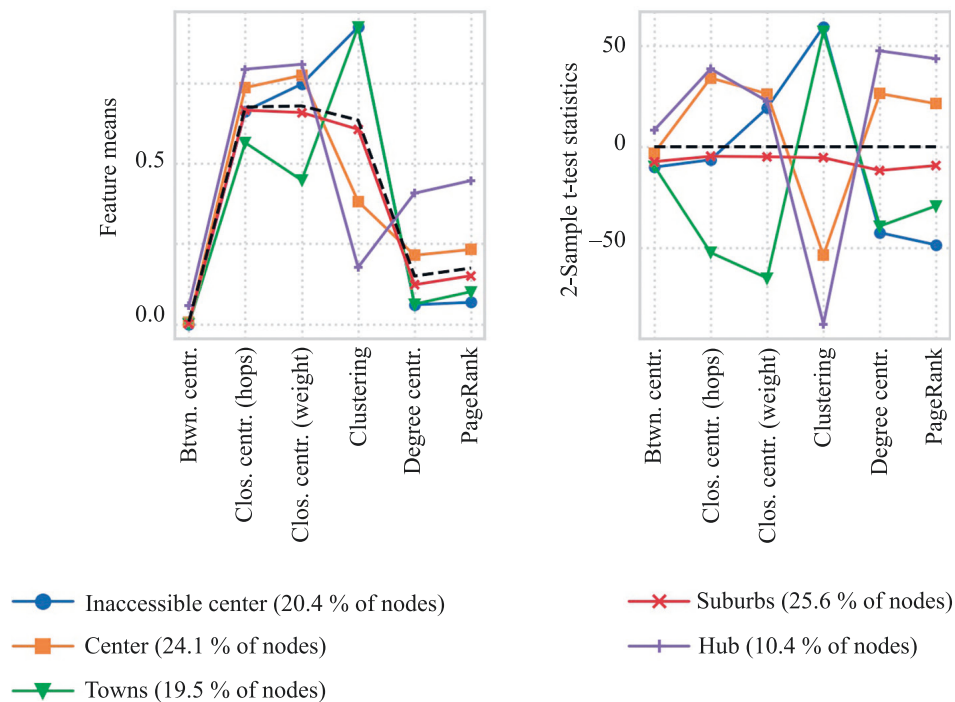 Feature means
0.5
0.0
Btwn. centr.
Clos. centr. (hops)
Clos. centr. (weight)
Clustering
Degree centr.
PageRank
2-Sample t-test statistics
50
0
–50
Btwn. centr.
Clos. centr. (hops)
Clos. centr. (weight)
Clustering
Degree centr.
PageRank
Inaccessible center (20.4 % of nodes)
Center (24.1 % of nodes)
Towns (19.5 % of nodes)
Suburbs (25.6 % of nodes)
Hub (10.4 % of nodes)